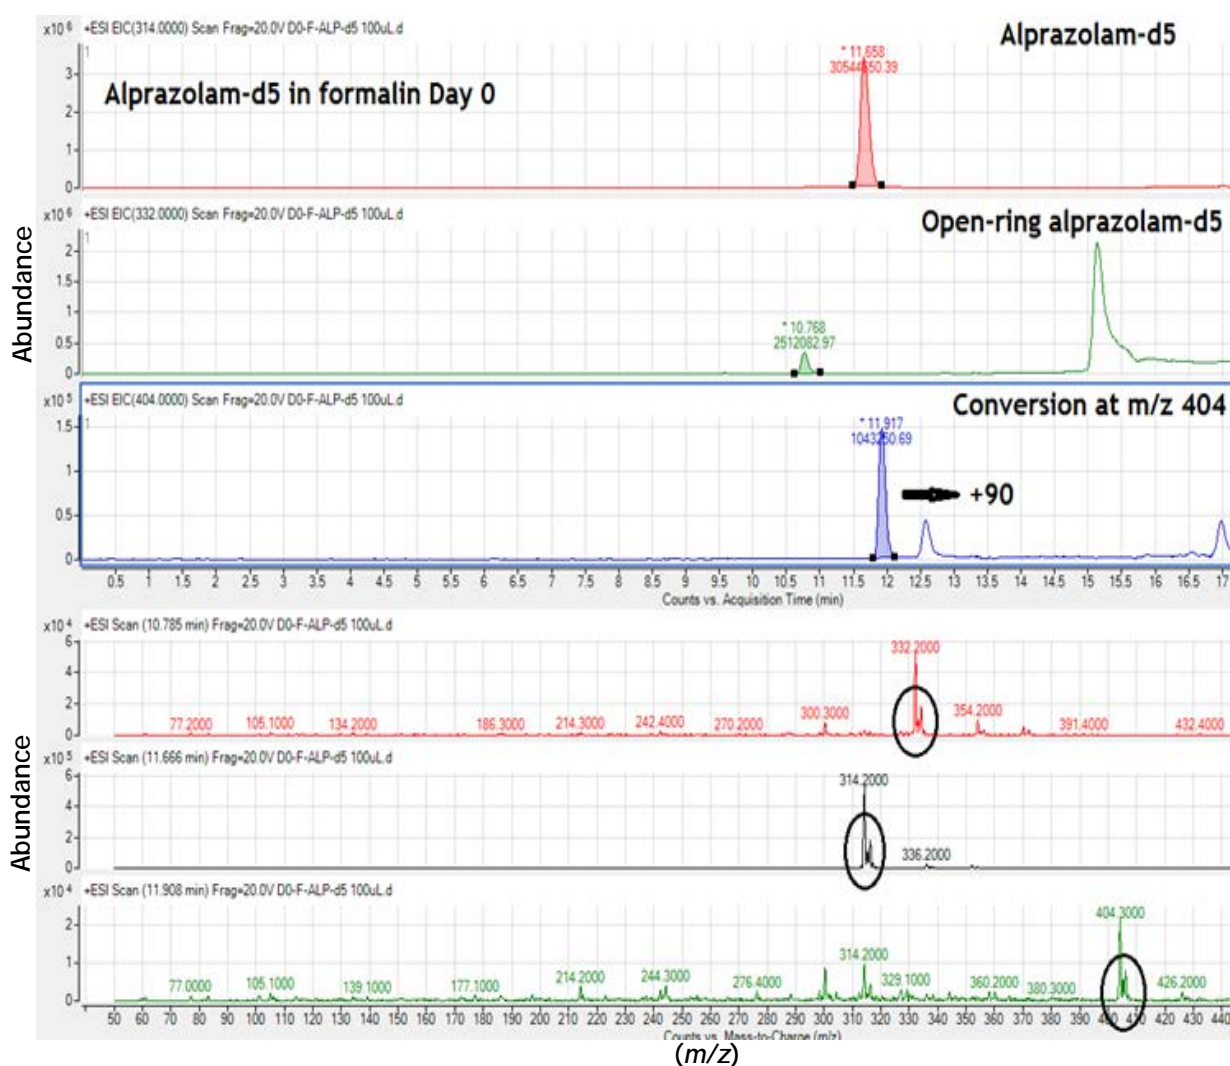 x10 6 +ESI EIC(314.0000) Scan Frag=20.0V D0-F-ALP-d5 100uL.d
Alprazolam-d5
1
* 11.658
3
Alprazolam-d5 in formalin Day 0
2
1
0
x10 6 +ESI EIC(332.0000) Scan Frag=20.0V D0-F-ALP-d5 100uL.d
Open-ring alprazolam-d5
1
2
1.5
1
* 10.768
0.5
2512082.97
0
Abundance
x10 5 +ESI EIC(404.0000) Scan Frag=20.0V D0-F-ALP-d5 100uL.d
Conversion at m/z 404
1
* 11.917
1.5
1
+90
0.5
0
0.5 1 1.5 2 2.5 3 3.5 4 4.5 5 5.5 6 6.5 7 7.5 8 8.5 9 9.5 10 10.5 11 11.5 12 12.5 13 13.5 14 14.5 15 15.5 16 16.5 17
Counts vs. Acquisition Time (min)
x10 4 +ESI Scan (10.785 min) Frag=20.0V D0-F-ALP-d5 100uL.d
6
332.2000
4
2
77.2000 105.1000 134.2000 186.3000 214.3000 242.4000 270.2000 300.3000 354.2000 391.4000 432.4000
0
x10 5 +ESI Scan (11.666 min) Frag=20.0V D0-F-ALP-d5 100uL.d
6
314.2000
4
2
336.2000
0
Abundance
x10 4 +ESI Scan (11.908 min) Frag=20.0V D0-F-ALP-d5 100uL.d
404.3000
2
1
77.0000 105.1000 139.1000 177.1000 214.2000 244.3000 276.4000 314.2000 329.1000 360.2000 380.3000 426.2000
0
50 60 70 80 90 100 110 120 130 140 150 160 170 180 190 200 210 220 230 240 250 260 270 280 290 300 310 320 330 340 350 360 370 380 390 400 410 420 430 440
Counts vs. Mass-to-Charge (m/z)
(m/z)